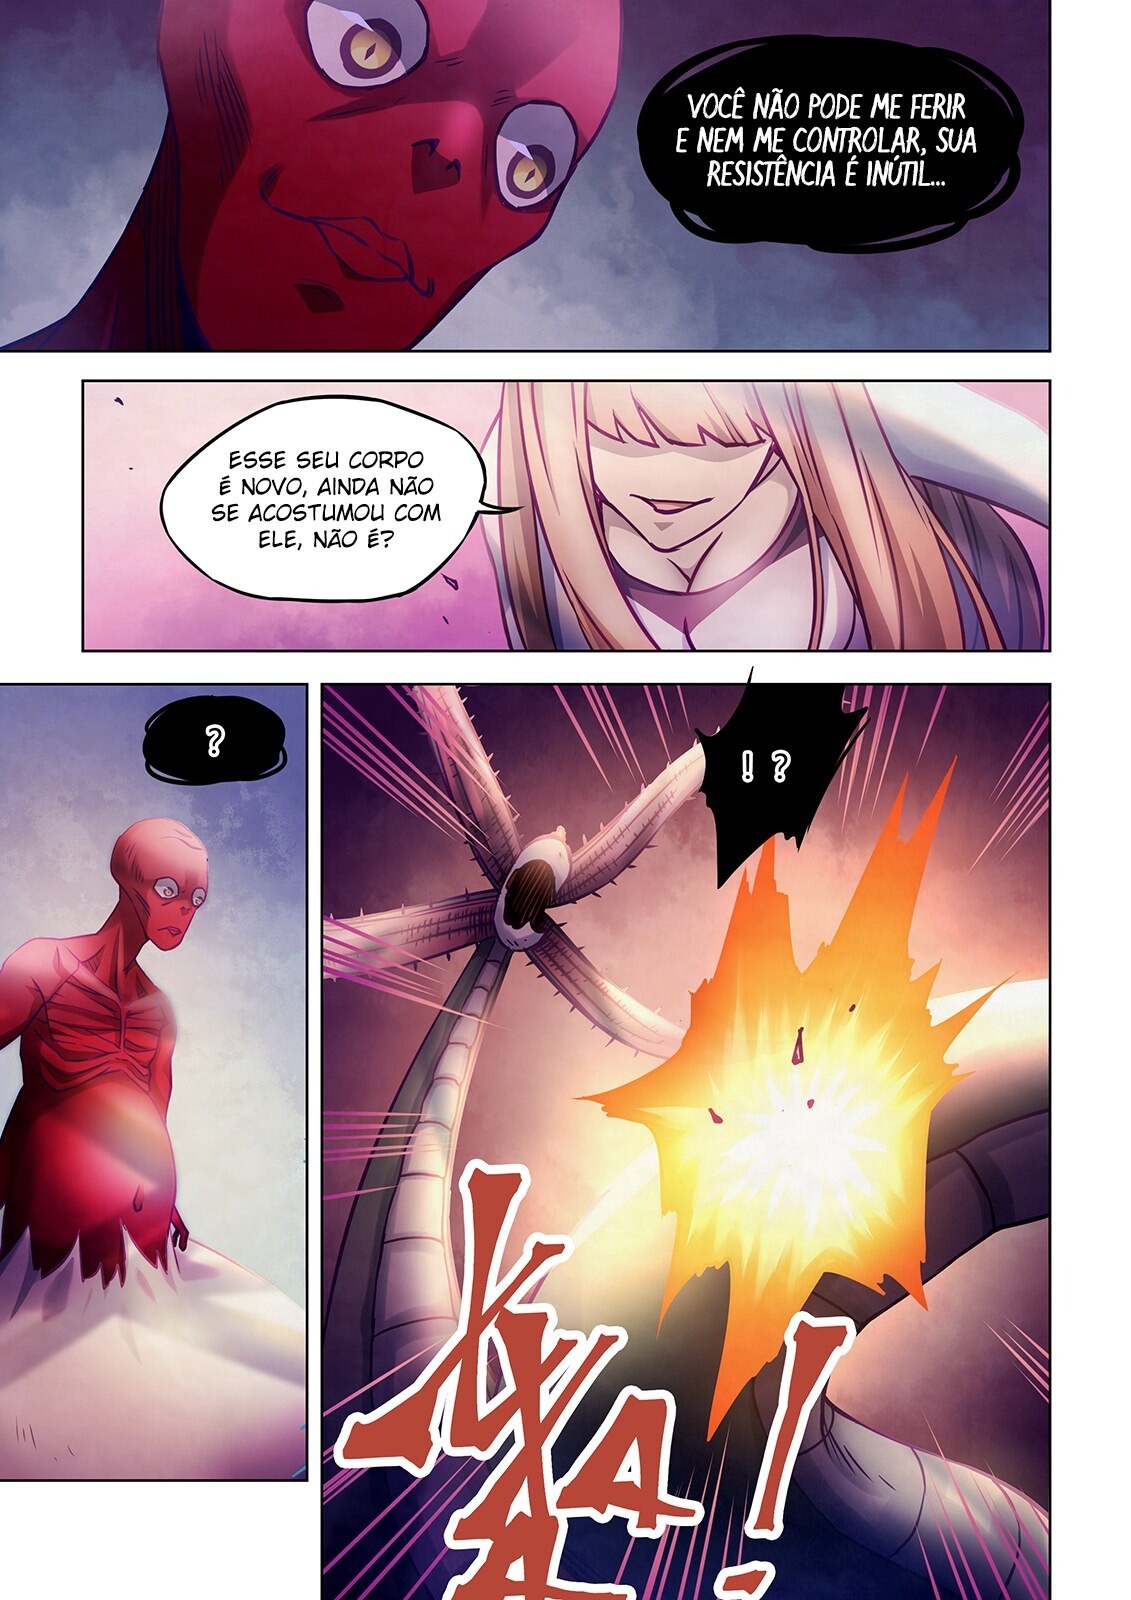 VOCÊ NÃO PODE ME FERIR
E NEM ME CONTROLAR, SUA
RESISTÊNCIA É INÚTIL...
ESSE SEU CORPO
É NOVO, AINDA NÃO
SE ACOSTUMOU COM
ELE, NÃO É?
?
!?